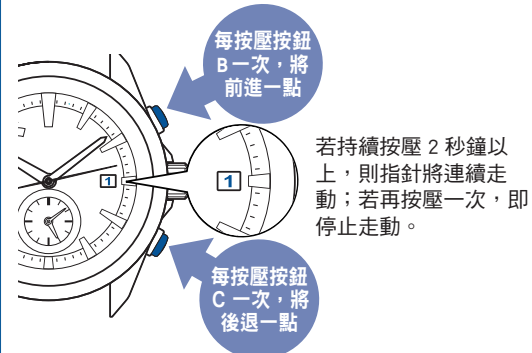 每按壓按鈕
B 一次，將
前進一點
1
1
若持續按壓 2 秒鐘以
上，則指針將連續走
動；若再按壓一次，即
停止走動。
每按壓按鈕
C 一次，將
後退一點